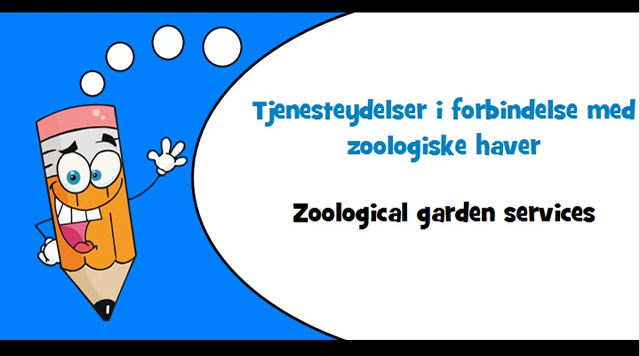 Tjenesteydelser i forbindelse med
zoologiske haver
Zoological garden services